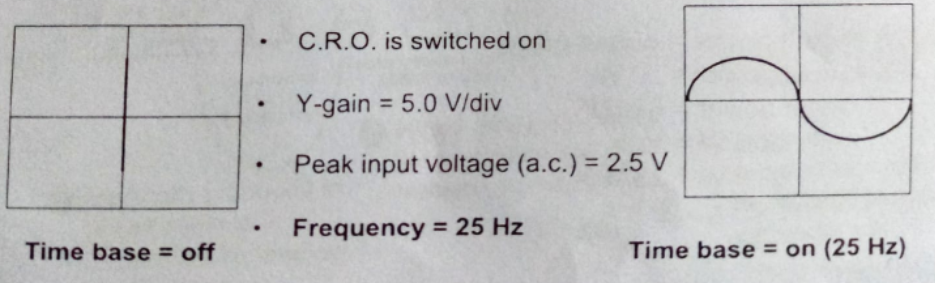 • C.R.O. is switched on
• Y-gain = 5.0 V/div
• Peak input voltage (a.c.) = 2.5 V
• Frequency = 25 Hz
Time base = off
Time base = on (25 Hz)